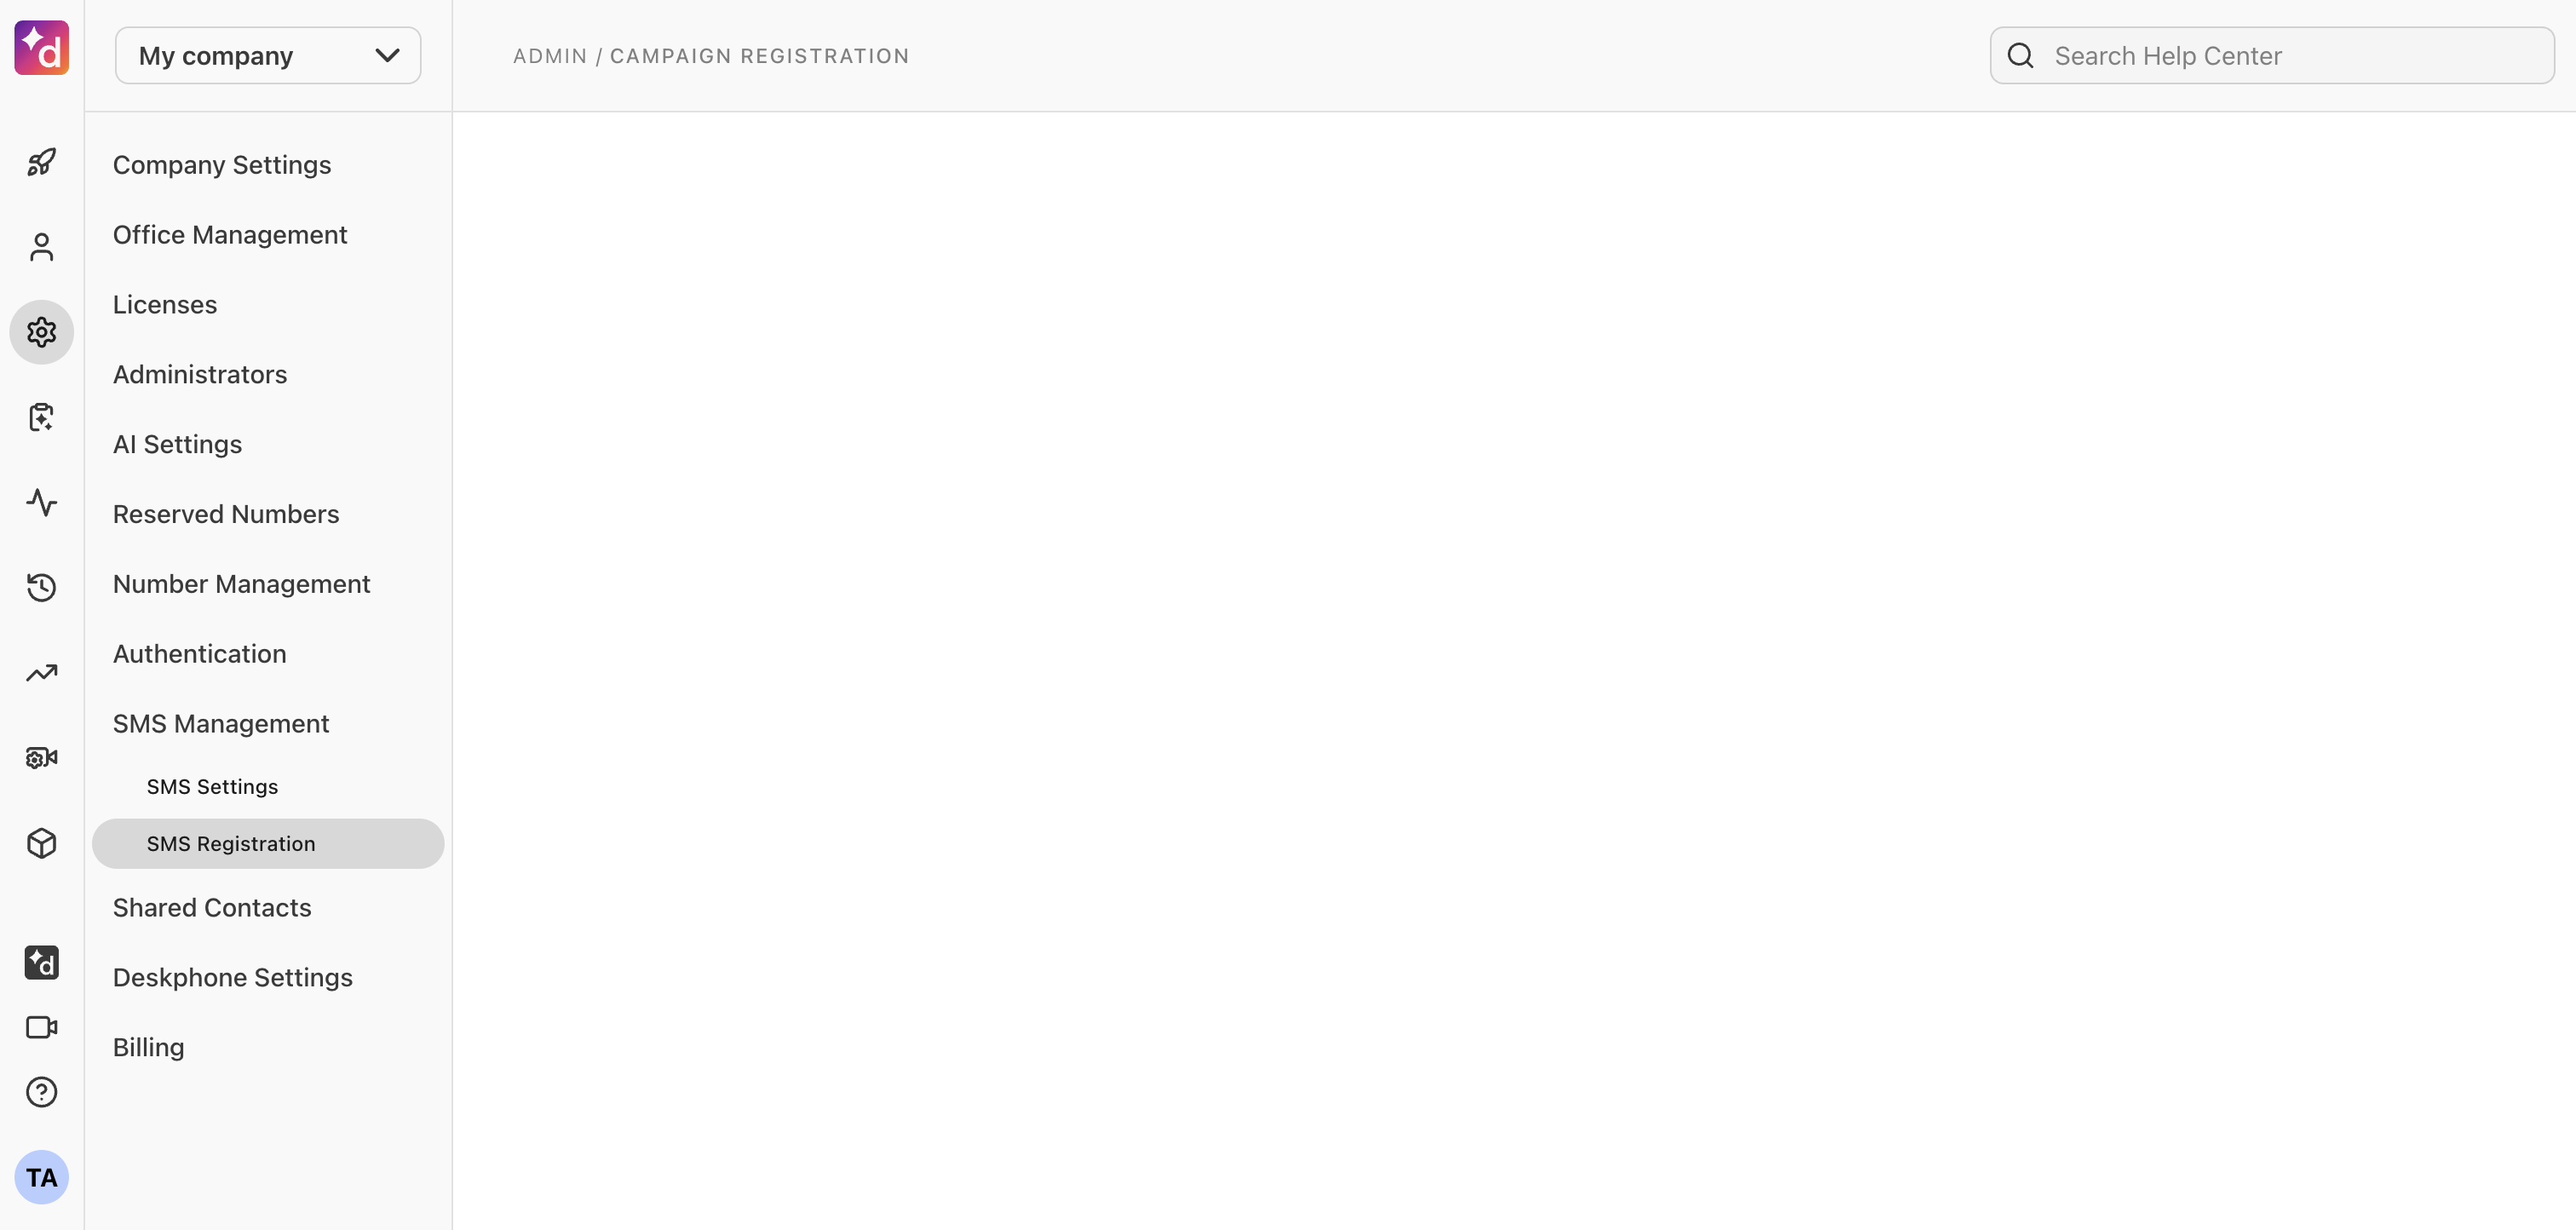 d
My company
ADMIN / CAMPAIGN REGISTRATION
Search Help Center
Company Settings
Office Management
Licenses
Administrators
AI Settings
Reserved Numbers
Number Management
Authentication
SMS Management
SMS Settings
SMS Registration
Shared Contacts
d
Deskphone Settings
Billing
TA